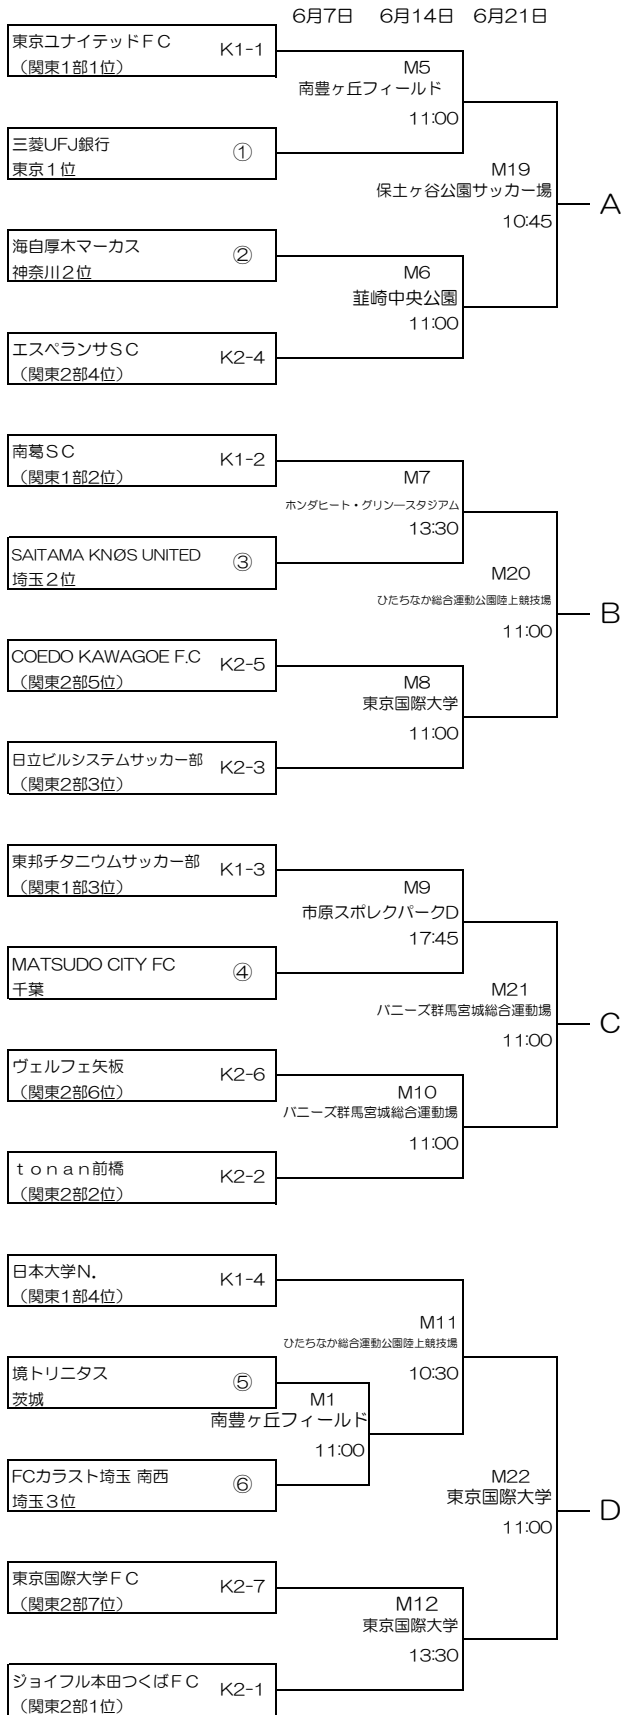 6月7日 6月14日 6月21日
東京ユナイテッドＦＣ
（関東1部1位）
K1-1
M5
南豊ヶ丘フィールド
11:00
三菱UFJ銀行
東京１位
①
M19
保土ヶ谷公園サッカー場
10:45
A
海自厚木マーカス
神奈川２位
②
M6
韮崎中央公園
11:00
エスペランサＳＣ
（関東2部4位）
K2-4
南葛ＳＣ
（関東1部2位）
K1-2
M7
ホンダヒート・グリーンスタジアム
13:30
SAITAMA KNØS UNITED
埼玉２位
③
M20
ひたちなか総合運動公園陸上競技場
11:00
B
COEDO KAWAGOE F.C
（関東2部5位）
K2-5
M8
東京国際大学
11:00
日立ビルシステムサッカー部
（関東2部3位）
K2-3
東邦チタニウムサッカー部
（関東1部3位）
K1-3
M9
市原スポレクパークD
17:45
MATSUDO CITY FC
千葉
④
M21
バニーズ群馬宮城総合運動場
11:00
C
ヴェルフェ矢板
（関東2部6位）
K2-6
M10
バニーズ群馬宮城総合運動場
11:00
ｔｏｎａｎ前橋
（関東2部2位）
K2-2
日本大学N.
（関東1部4位）
K1-4
M11
ひたちなか総合運動公園陸上競技場
10:30
境トリニタス
茨城
⑤
M1
南豊ヶ丘フィールド
11:00
FCカラスト埼玉 南西
埼玉３位
⑥
M22
東京国際大学
11:00
D
東京国際大学ＦＣ
（関東2部7位）
K2-7
M12
東京国際大学
13:30
ジョイフル本田つくばＦＣ
（関東2部1位）
K2-1